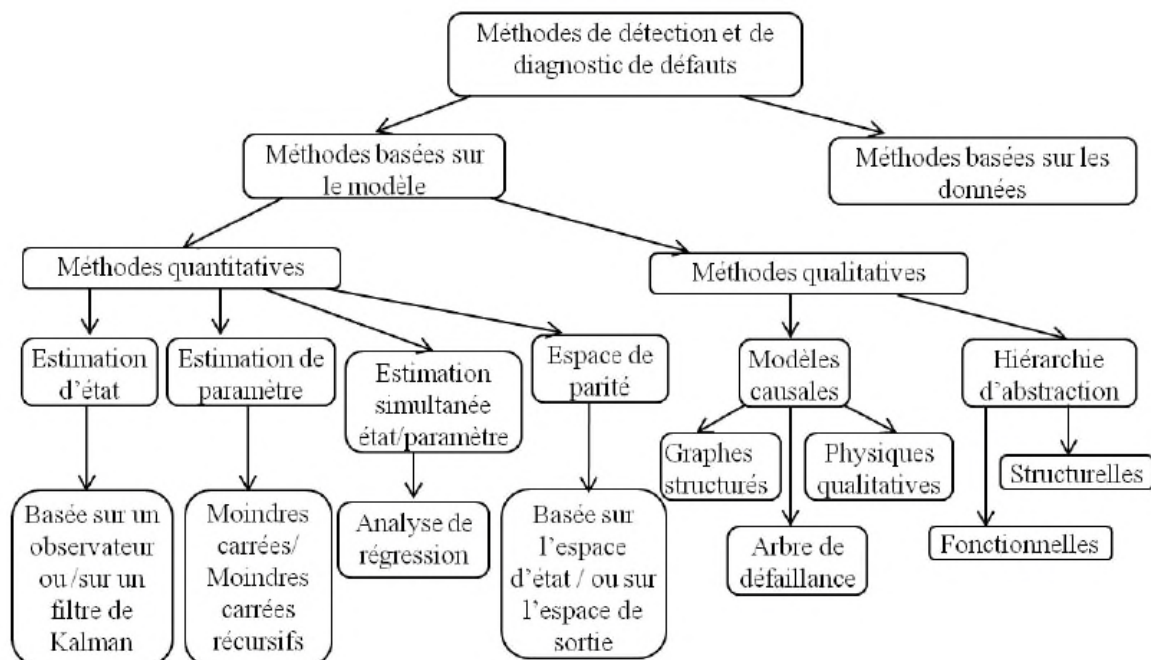 Méthodes de détection et de
diagnostic de défauts
Méthodes basées sur
le modèle
Méthodes basées sur les
données
Méthodes quantitatives
Méthodes qualitatives
Estimation
d'état
Estimation de
paramètre
Estimation
simultanée
état/paramètre
Espace de
parité
Modèles
causales
Hiérarchie
d'abstraction
Graphes
structurés
Physiques
qualitatives
Structurelles
Basée sur un
observateur
ou /sur un
filtre de
Kalman
Moindres
carrées/
Moindres
carrées
récursifs
Analyse de
régression
Basée sur
l'espace
d'état / ou sur
l'espace de
sortie
Arbre de
défaillance
Fonctionnelles